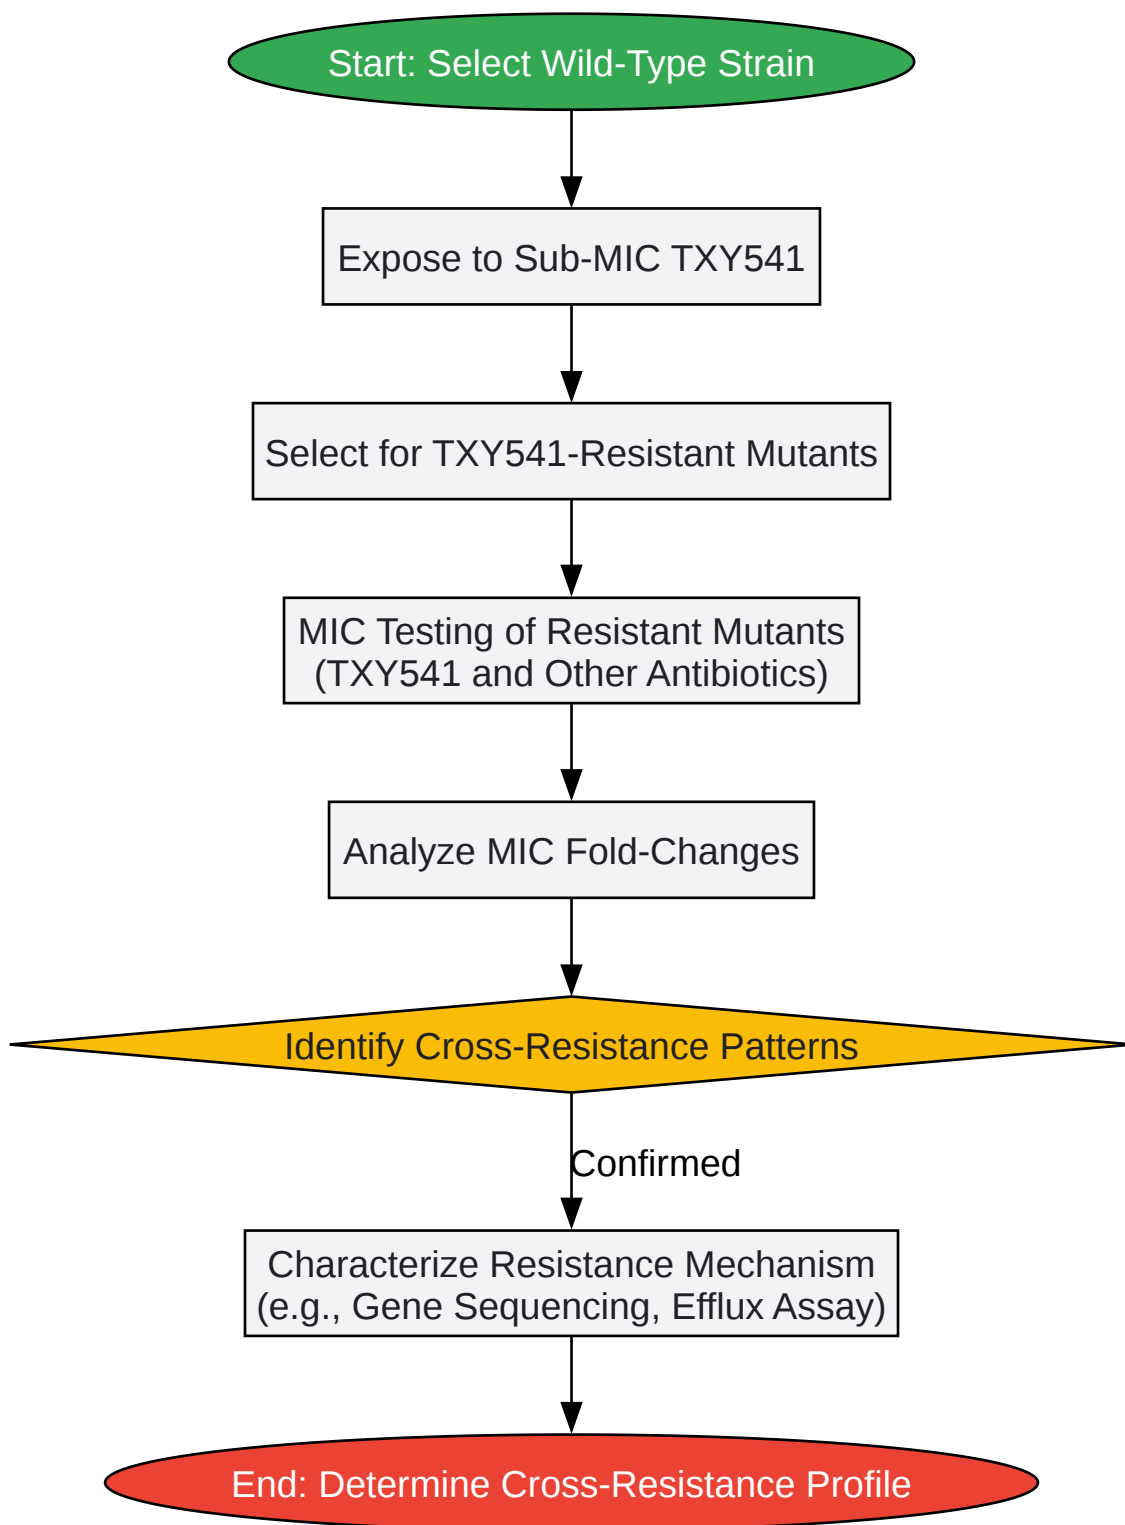 Start: Select Wild-Type Strain
Expose to Sub-MIC TXY541
Select for TXY541-Resistant Mutants
MIC Testing of Resistant Mutants
(TXY541 and Other Antibiotics)
Analyze MIC Fold-Changes
Identify Cross-Resistance Patterns
Confirmed
Characterize Resistance Mechanism
(e.g., Gene Sequencing, Efflux Assay)
End: Determine Cross-Resistance Profile